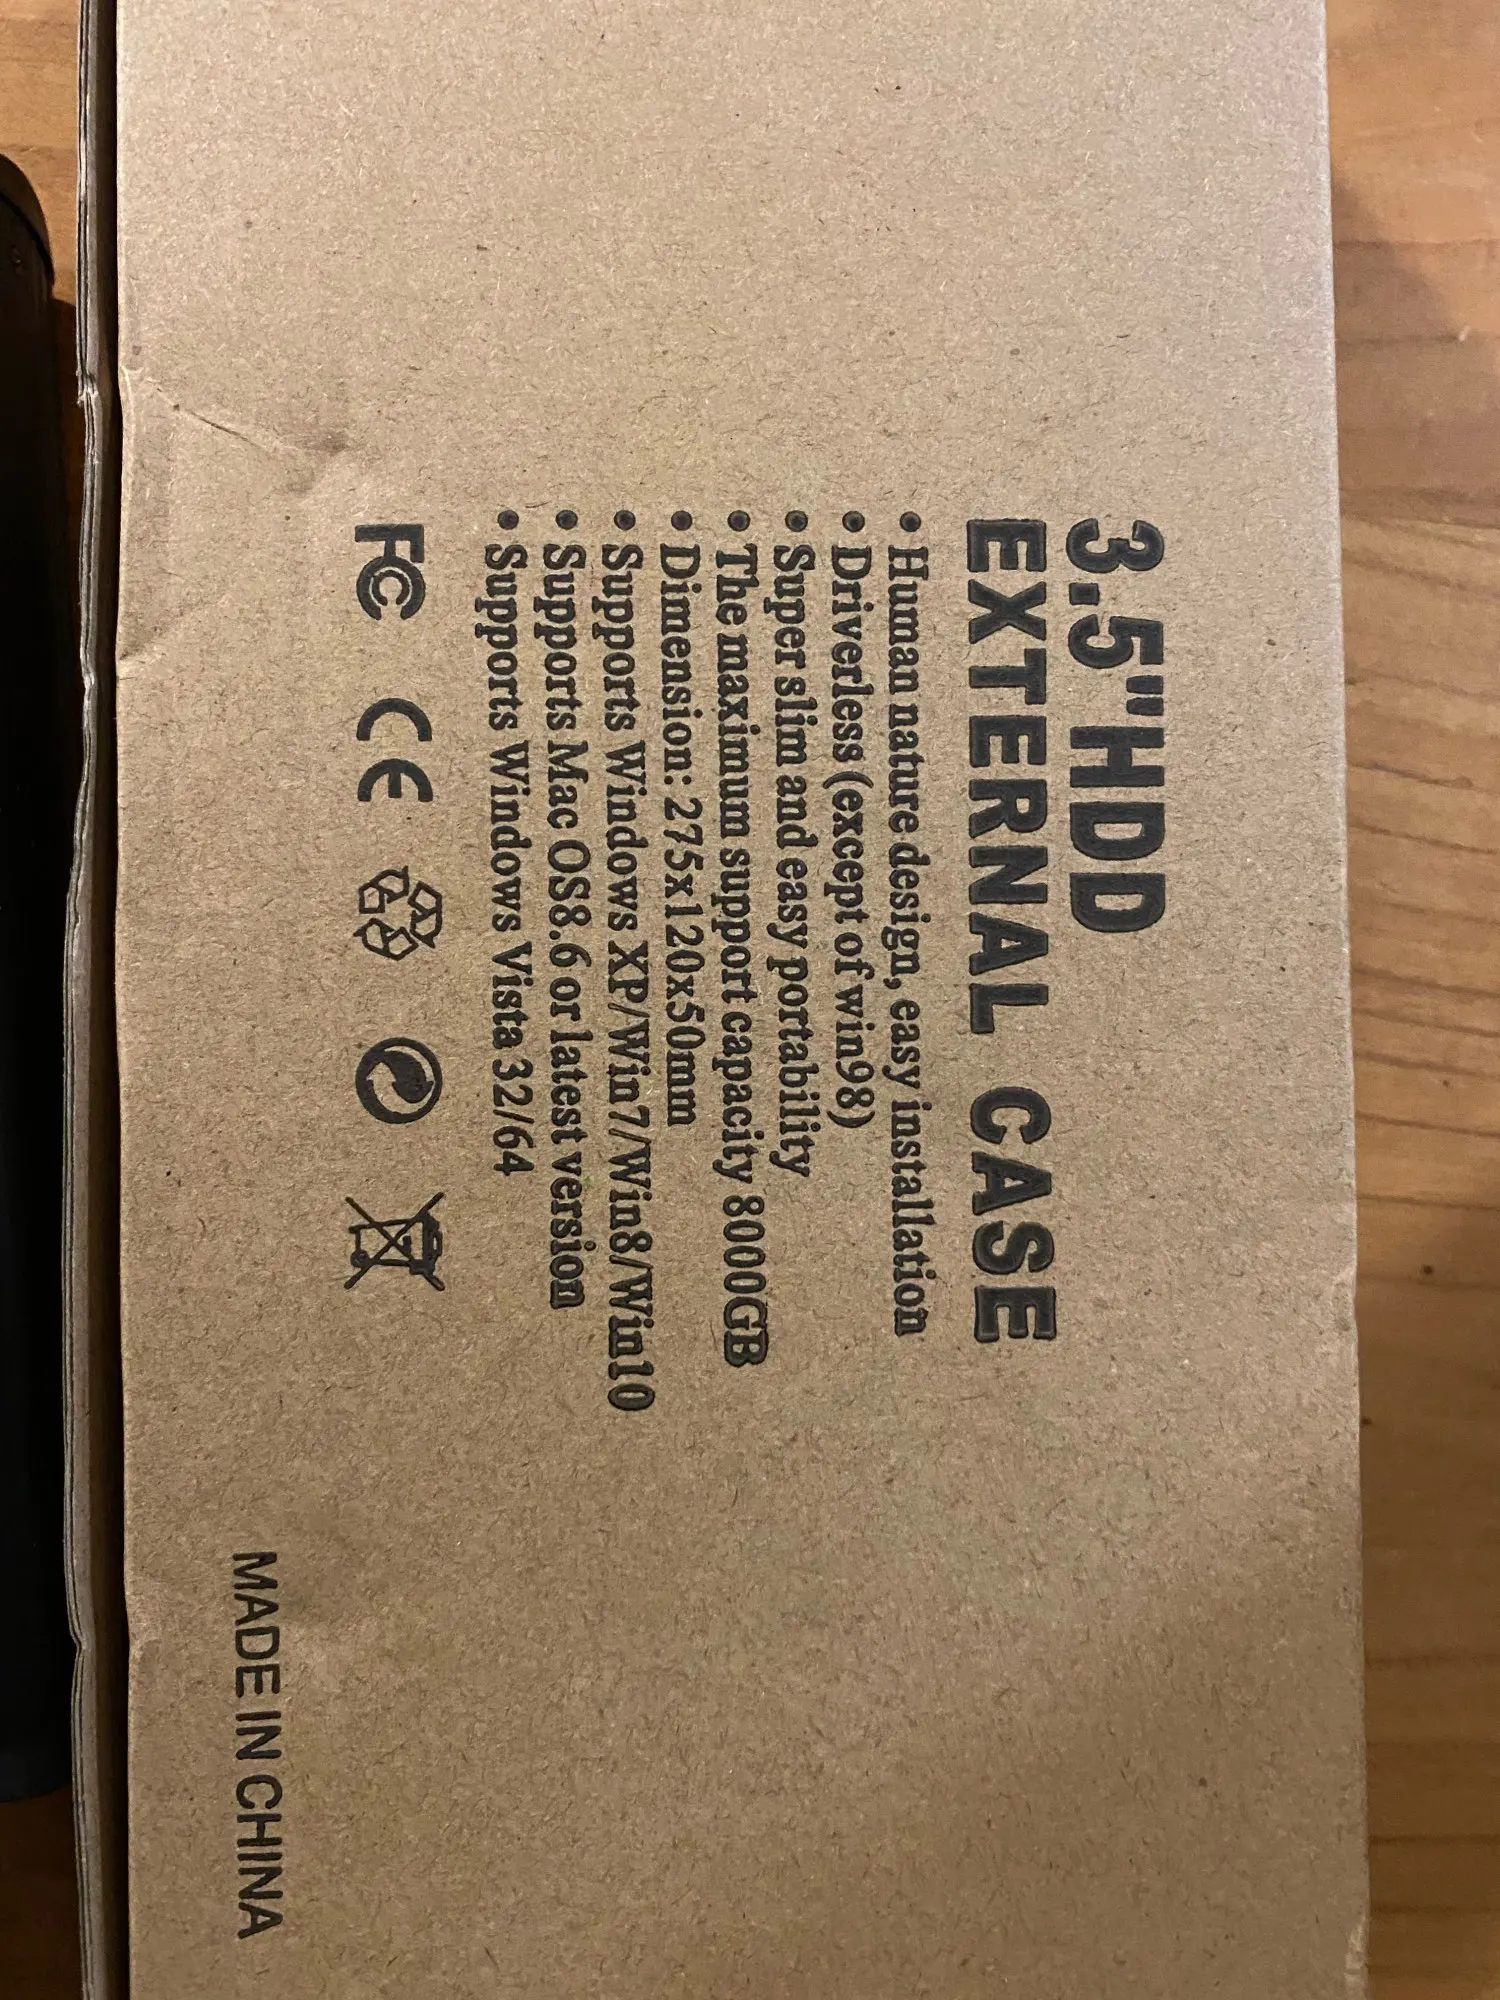 3.5"HDD
EXTERNAL CASE
• Human nature design, easy installation
• Driverless (except of win98)
• Super slim and easy portability
• The maximum support capacity 8000GB
• Dimension: 275x120x50mm
• Supports Windows XP/Win7/Win8/Win10
• Supports Mac OS8.6 or latest version
• Supports Windows Vista 32/64
FC CE
MADE IN CHINA